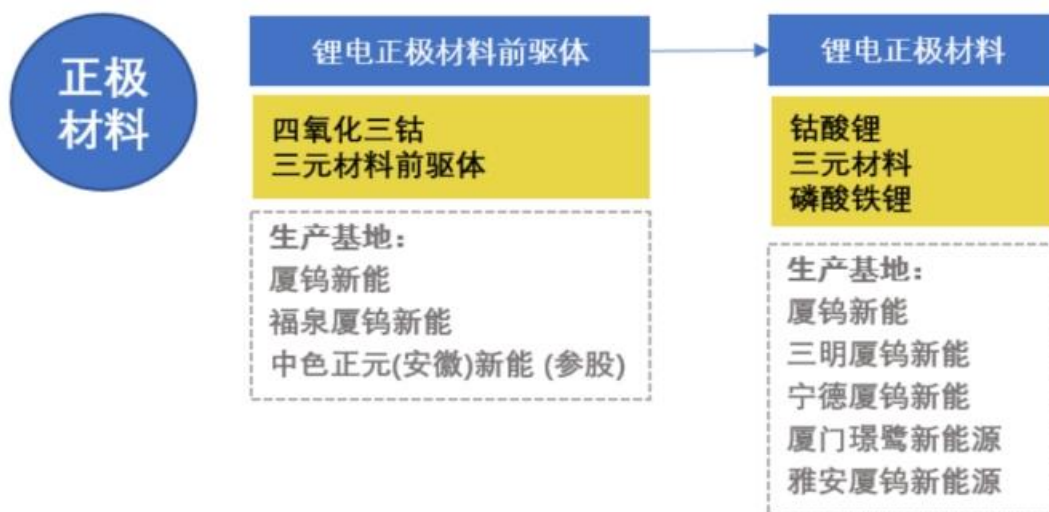 正极
材料
锂电正极材料前驱体
四氧化三钴
三元材料前驱体
生产基地：
厦钨新能
福泉厦钨新能
中色正元(安徽)新能 (参股)
锂电正极材料
钴酸锂
三元材料
磷酸铁锂
生产基地：
厦钨新能
三明厦钨新能
宁德厦钨新能
厦门璟鹭新能源
雅安厦钨新能源